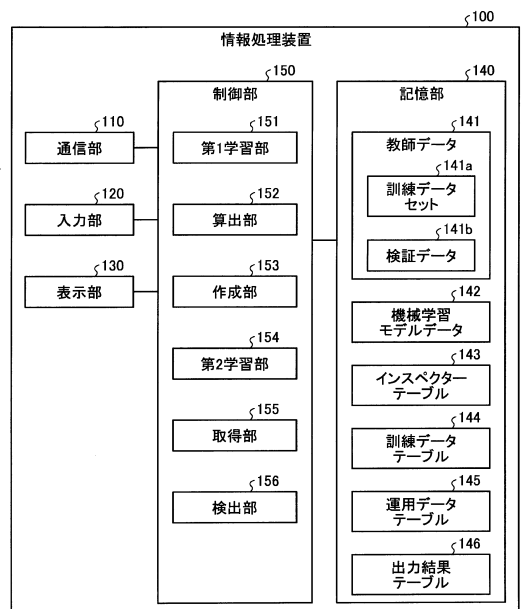 100
情報処理装置
110
通信部
120
入力部
130
表示部
150
制御部
151
第1学習部
152
算出部
153
作成部
154
第2学習部
155
取得部
156
検出部
140
記憶部
141
教師データ
141a
訓練データ
セット
141b
検証データ
142
機械学習
モデルデータ
143
インスペクター
テーブル
144
訓練データ
テーブル
145
運用データ
テーブル
146
出力結果
テーブル